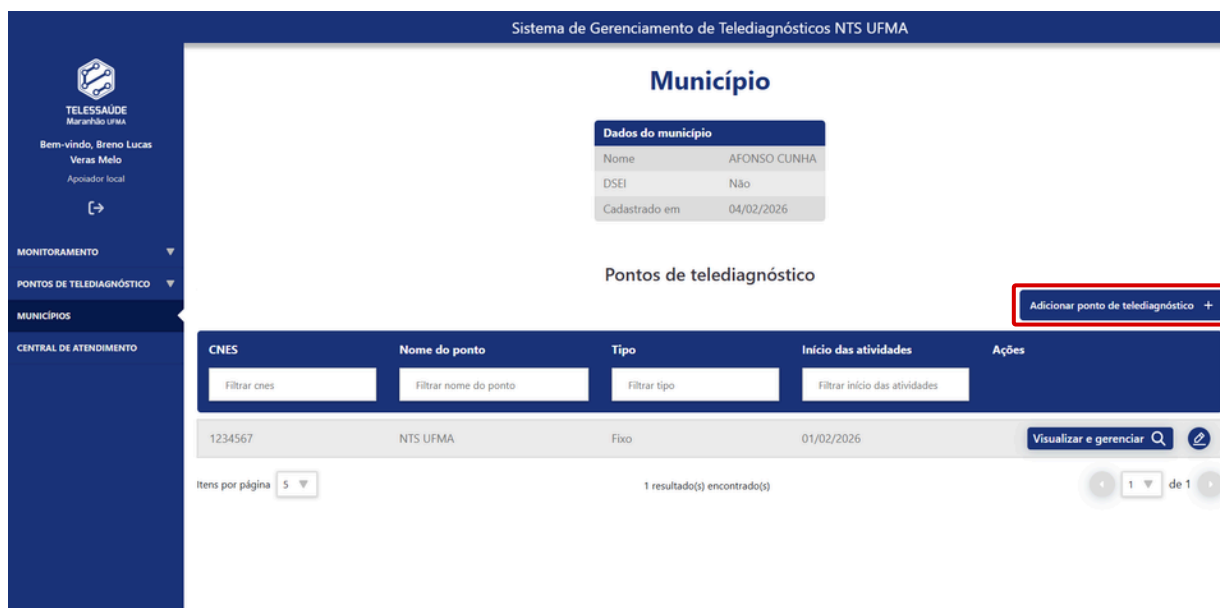 Sistema de Gerenciamento de Telediagnósticos NTS UFMA
TELESSAÚDE
Maranhão UFMA
Bem-vindo, Breno Lucas
Veras Melo
Apoiador local
MONITORAMENTO
PONTOS DE TELEDIAGNÓSTICO
MUNICÍPIOS
CENTRAL DE ATENDIMENTO
Município
Dados do município
Nome AFONSO CUNHA
DSEI Não
Cadastrado em 04/02/2026
Pontos de telediagnóstico
Adicionar ponto de telediagnóstico +
CNES Nome do ponto Tipo Início das atividades Ações
Filtrar cnes Filtrar nome do ponto Filtrar tipo Filtrar início das atividades
1234567 NTS UFMA Fixo 01/02/2026 Visualizar e gerenciar
Itens por página 5 1 resultado(s) encontrado(s) 1 de 1